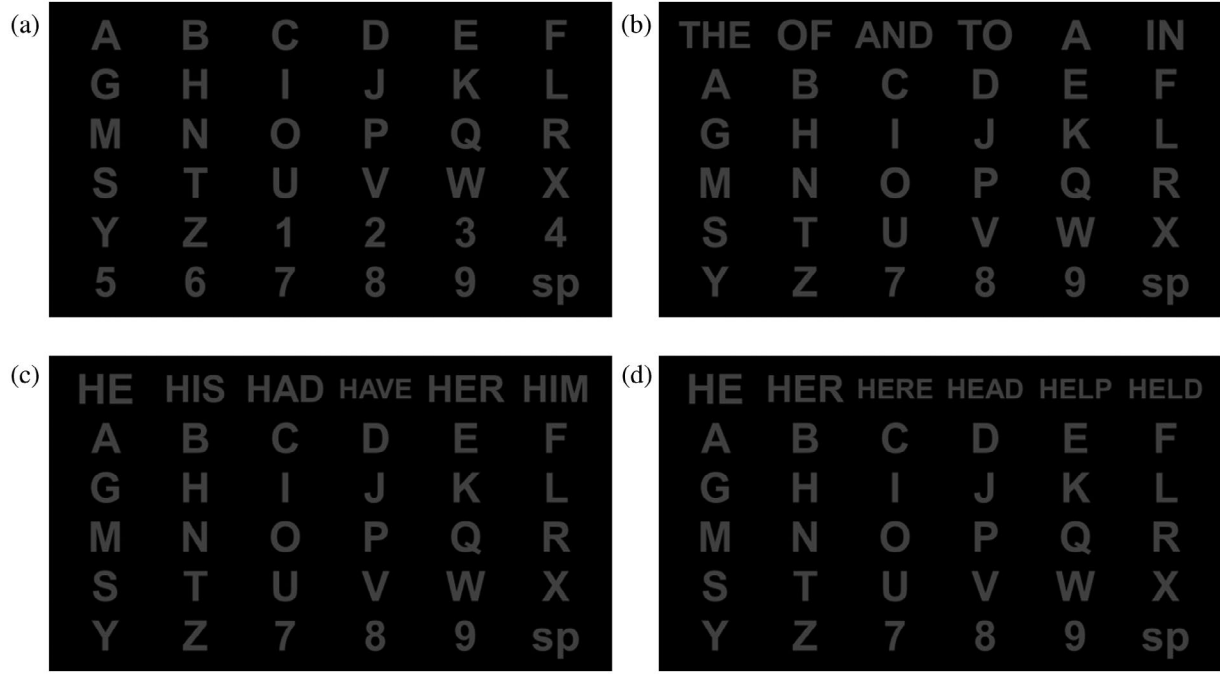 (a)
A B C D E F
G H I J K L
M N O P Q R
S T U V W X
Y Z 1 2 3 4
5 6 7 8 9 sp
(b)
THE OF AND TO A IN
A B C D E F
G H I J K L
M N O P Q R
S T U V W X
Y Z 7 8 9 sp
(c)
HE HIS HAD HAVE HER HIM
A B C D E F
G H I J K L
M N O P Q R
S T U V W X
Y Z 7 8 9 sp
(d)
HE HER HERE HEAD HELP HELD
A B C D E F
G H I J K L
M N O P Q R
S T U V W X
Y Z 7 8 9 sp